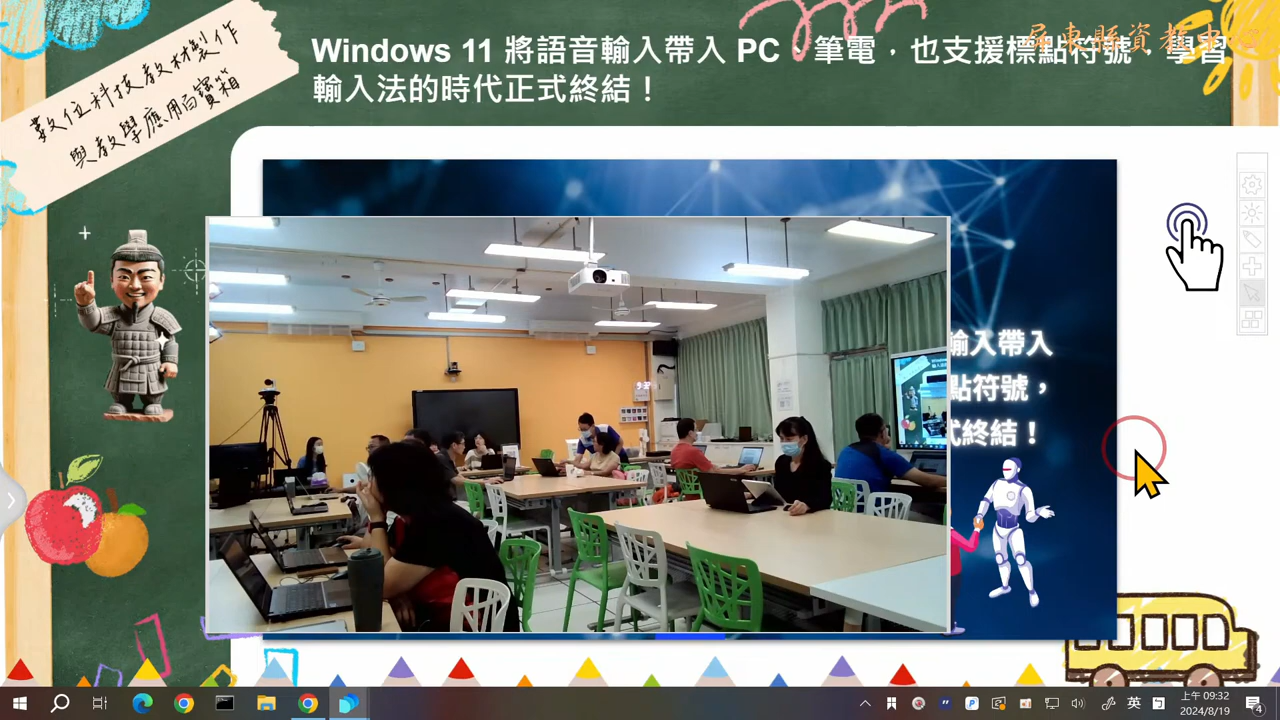 數位科技教材製作
與教學應用百寶箱
Windows 11 將語音輸入帶入 PC、筆電，也支援標點符號，學習
輸入法的時代正式終結！
屏東縣資教中心
輸入帶入
點符號，
式終結！
英
上午 09:32
2024/8/19
4